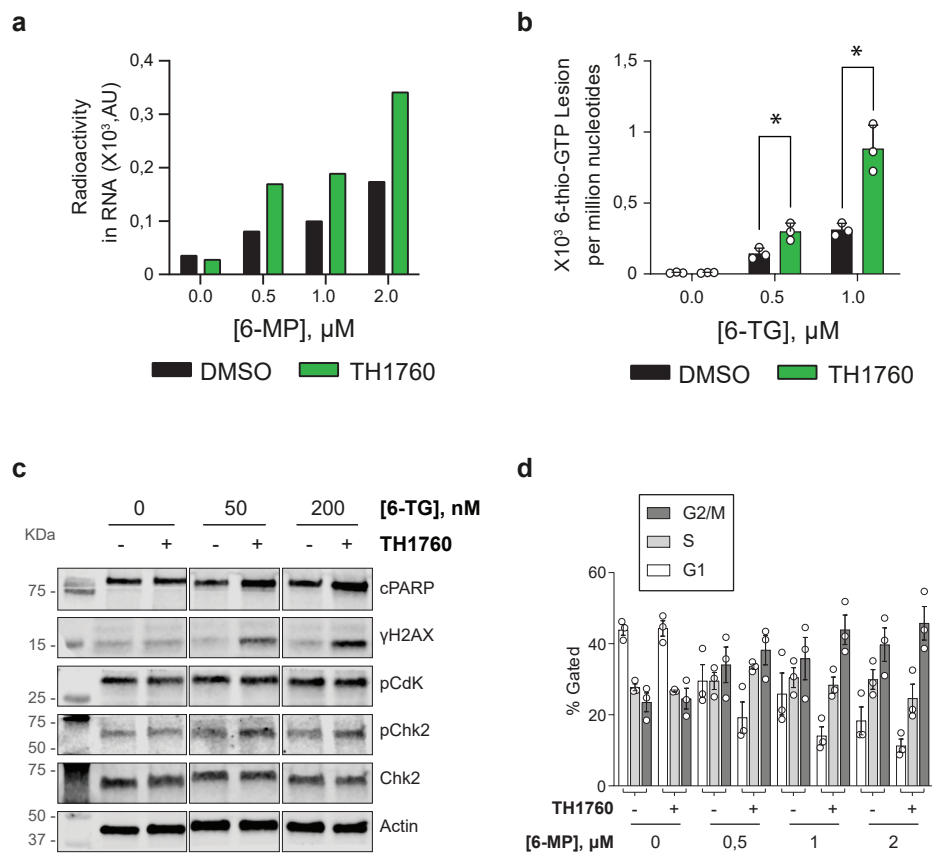 a
Radioactivity
in RNA (X10³,AU)
0,4
0,3
0,2
0,1
0
0.0 0.5 1.0 2.0
[6-MP], µM
DMSO TH1760
b
X10³ 6-thio-GTP Lesion
per million nucleotides
1,5
1
0,5
0
* *
0.0 0.5 1.0
[6-TG], µM
DMSO TH1760
c
0 50 200 [6-TG], nM
KDa
- + - + - + TH1760
75 - cPARP
15 - γH2AX
25 - pCdK
75 - pChk2
50 -
75 - Chk2
50 - Actin
37 -
d
G2/M
S
G1
% Gated
60
40
20
0
TH1760 - + - + - + - +
[6-MP], µM 0 0,5 1 2